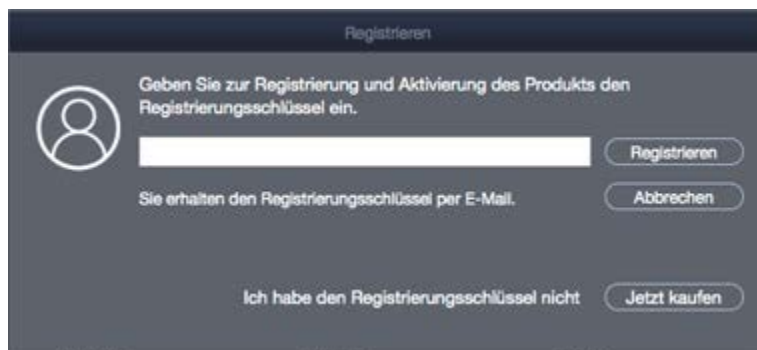 Registrieren
Geben Sie zur Registrierung und Aktivierung des Produkts den
Registrierungsschlüssel ein.
Registrieren
Sie erhalten den Registrierungsschlüssel per E-Mail.
Abbrechen
Ich habe den Registrierungsschlüssel nicht
Jetzt kaufen